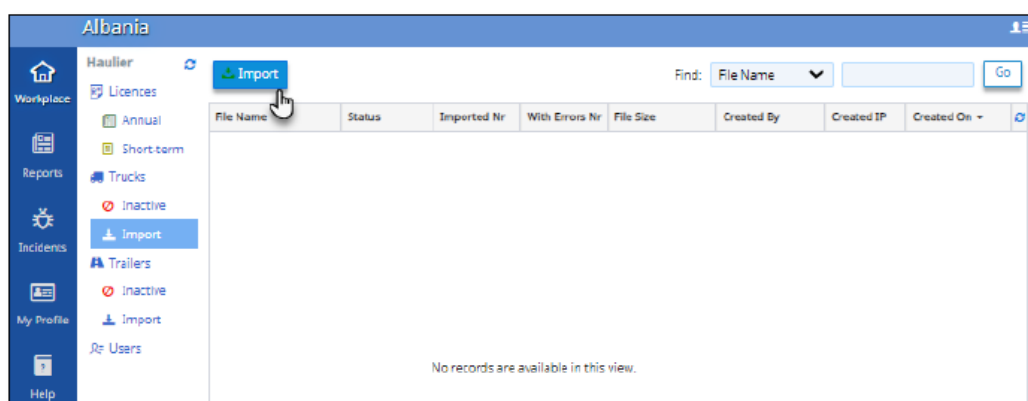 Albania
Workplace
Reports
Incidents
My Profile
Help
Haulier
Licences
Annual
Short-term
Trucks
Inactive
Import
Trailers
Inactive
Import
Users
Import
Find: File Name Go
File Name Status Imported Nr With Errors Nr File Size Created By Created IP Created On
No records are available in this view.